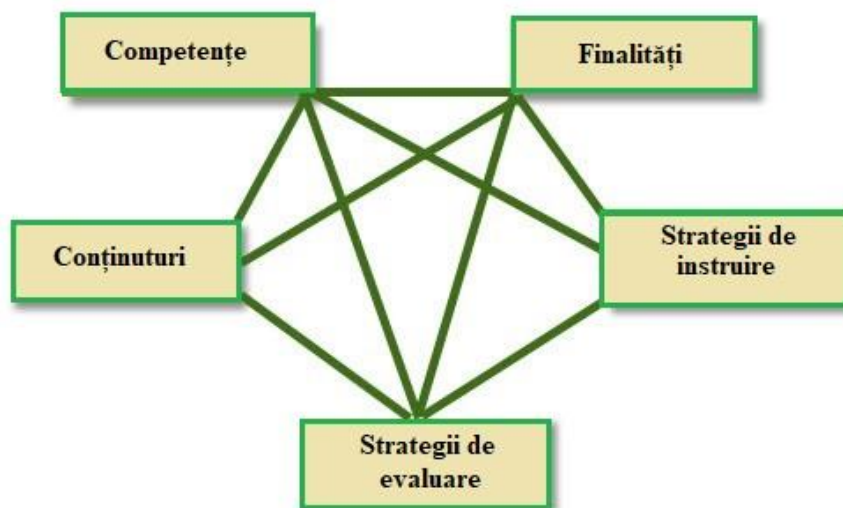 Competențe
Finalități
Conținuturi
Strategii de
instruire
Strategii de
evaluare